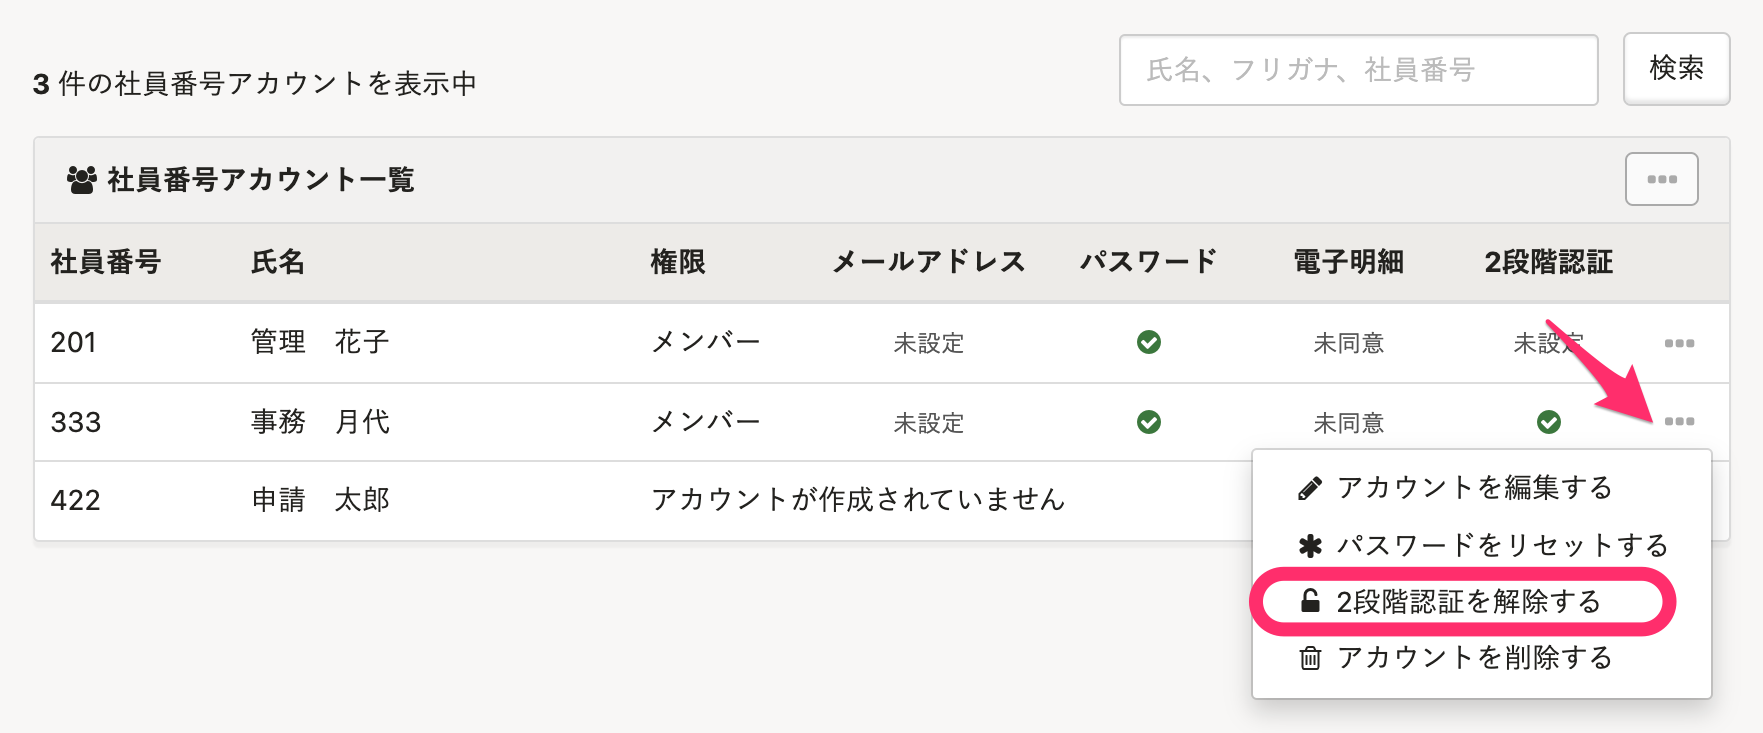 3 件の社員番号アカウントを表示中
氏名、フリガナ、社員番号
検索
社員番号アカウント一覧
社員番号 氏名 権限 メールアドレス パスワード 電子明細 2段階認証
201 管理 花子 メンバー 未設定 未同意 未設定
333 事務 月代 メンバー 未設定 未同意
422 申請 太郎 アカウントが作成されていません
アカウントを編集する
パスワードをリセットする
2段階認証を解除する
アカウントを削除する